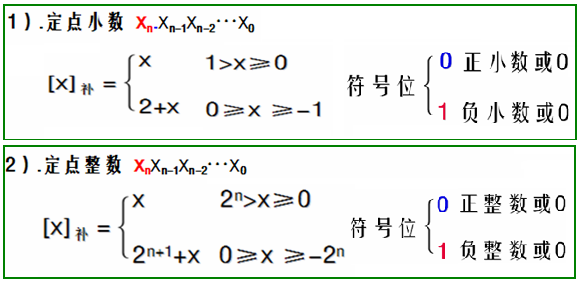 1).定点小数 Xn.Xn-1Xn-2···X0
[x]补 = { x 1>x≥0
2+x 0≥x ≥-1
符号位 { 0 正小数或0
1 负小数或0
2).定点整数 XnXn-1Xn-2···X0
[x]补 = { x 2ⁿ>x≥0
2ⁿ⁺¹+x 0≥x ≥-2ⁿ
符号位 { 0 正整数或0
1 负整数或0